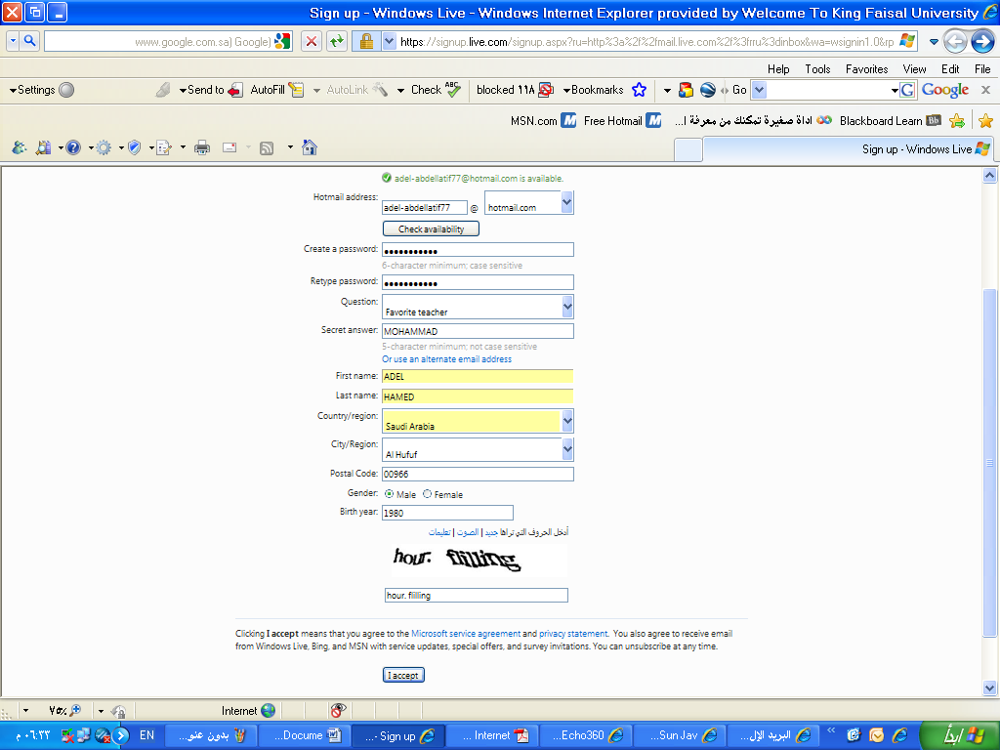 Sign up - Windows Live - Windows Internet Explorer provided by Welcome To King Faisal University
www.google.com.sa) Google)
https://signup.live.com/signup.aspx?ru=http%3a%2f%2fmail.live.com%2f%3frru%3dinbox&wa=wsignin1.0&rp
Help Tools Favorites View Edit File
Settings Send to AutoFill AutoLink Check ABC blocked ١١٨ Bookmarks Go G Google
MSN.com Free Hotmail اداة صغيرة تمكنك من معرفة ا... Blackboard Learn Bb
Sign up - Windows Live
adel-abdellatif77@hotmail.com is available.
Hotmail address: adel-abdellatif77 @ hotmail.com
Check availability
Create a password: •••••••••••
6-character minimum; case sensitive
Retype password: •••••••••••
Question: Favorite teacher
Secret answer: MOHAMMAD
5-character minimum; not case sensitive
Or use an alternate email address
First name: ADEL
Last name: HAMED
Country/region: Saudi Arabia
City/Region: Al Hufuf
Postal Code: 00966
Gender: Male Female
Birth year: 1980
أدخل الحروف التي تراها جديد | الصوت | تعليمات
hour. flilling
hour. flilling
Clicking I accept means that you agree to the Microsoft service agreement and privacy statement. You also agree to receive email
from Windows Live, Bing, and MSN with service updates, special offers, and survey invitations. You can unsubscribe at any time.
I accept
٧٥% Internet
٠٦:٣٣ م EN بدون عنو... ...Docume ...- Sign up ...Internet ...Echo360 ...Sun Jav البريد الإل... ابدأ